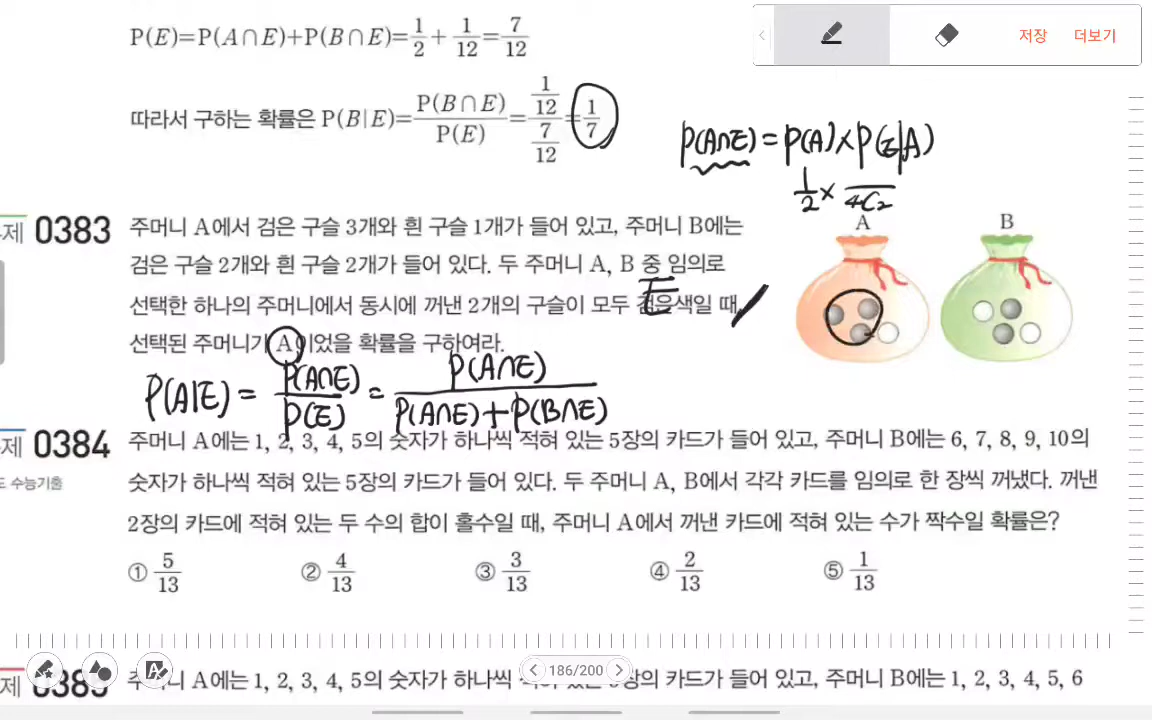 P(E)=P(A∩E)+P(B∩E)=1/2+1/12=7/12
저장 더보기
따라서 구하는 확률은 P(B|E)=P(B∩E)/P(E)=(1/12)/(7/12)=1/7
P(A∩E)=P(A)×P(E|A)
1/2 × /4C2
0383 주머니 A에서 검은 구슬 3개와 흰 구슬 1개가 들어 있고, 주머니 B에는
검은 구슬 2개와 흰 구슬 2개가 들어 있다. 두 주머니 A, B 중 임의로
선택한 하나의 주머니에서 동시에 꺼낸 2개의 구슬이 모두 검은색일 때,
E
선택된 주머니가 A이었을 확률을 구하여라.
A B
P(A|E) = P(A∩E)/P(E) = P(A∩E)/P(A∩E)+P(B∩E)
제
0384 주머니 A에는 1, 2, 3, 4, 5의 숫자가 하나씩 적혀 있는 5장의 카드가 들어 있고, 주머니 B에는 6, 7, 8, 9, 10의
수능기출
숫자가 하나씩 적혀 있는 5장의 카드가 들어 있다. 두 주머니 A, B에서 각각 카드를 임의로 한 장씩 꺼냈다. 꺼낸
2장의 카드에 적혀 있는 두 수의 합이 홀수일 때, 주머니 A에서 꺼낸 카드에 적혀 있는 수가 짝수일 확률은?
① 5/13 ② 4/13 ③ 3/13 ④ 2/13 ⑤ 1/13
186/200
제 0385 주머니 A에는 1, 2, 3, 4, 5의 숫자가 하나씩 적혀 있는 5장의 카드가 들어 있고, 주머니 B에는 1, 2, 3, 4, 5, 6